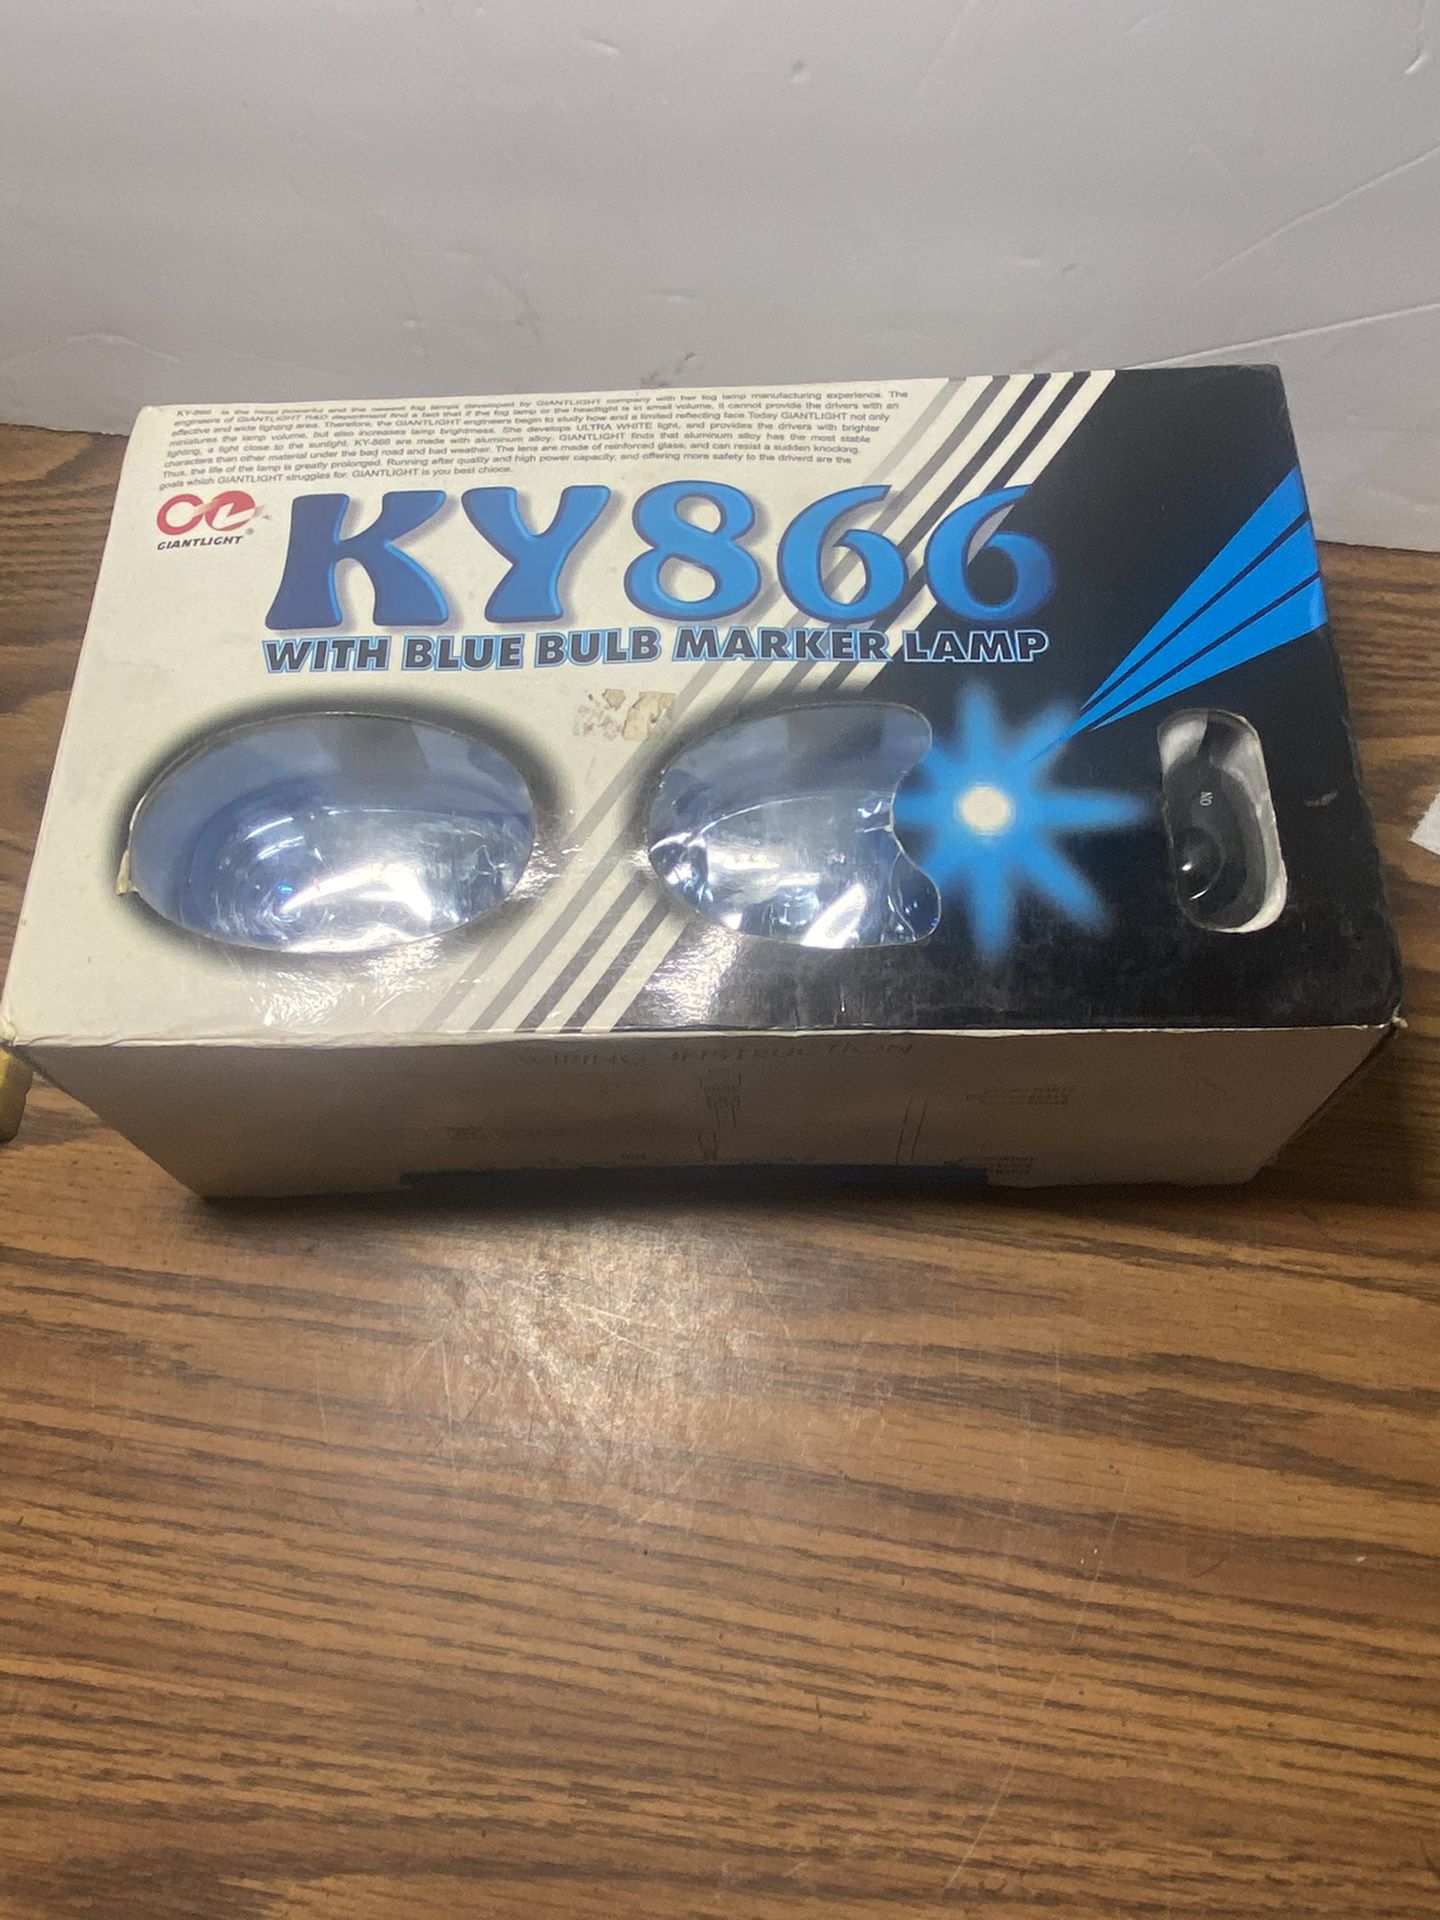 KY-866 is the most powerful and the newest fog lamps developed by GIANTLIGHT company with her fog lamp manufacturing experience. The
engineers of GIANTLIGHT R&D department find a fact that if the fog lamp or the headlight is in small volume, it cannot provide the drivers with an
effective and wide lighting area. Therefore, the GIANTLIGHT engineers begin to study how and a limited reflecting face. Today GIANTLIGHT not only
miniatures the lamp volume, but also increases lamp brightness. She develops ULTRA WHITE light, and provides the drivers with brighter
lighting, a light close to the sunlight. KY-866 are made with aluminum alloy. GIANTLIGHT finds that aluminum alloy has the most stable
characters than other material under the bad road and bad weather. The lens are made of reinforced glass, and can resist a sudden knocking.
Thus, the life of the lamp is greatly prolonged. Running after quality and high power capacity, and offering more safety to the driverd are the
goals which GIANTLIGHT struggles for. GIANTLIGHT is you best chioce.
GIANTLIGHT®
KY866
WITH BLUE BULB MARKER LAMP
ON
WIRING INSTRUCTION